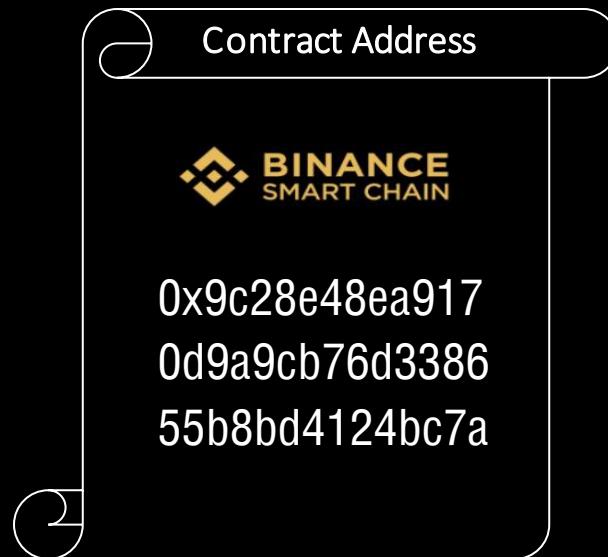 Contract Address
BINANCE
SMART CHAIN
0x9c28e48ea917
0d9a9cb76d3386
55b8bd4124bc7a